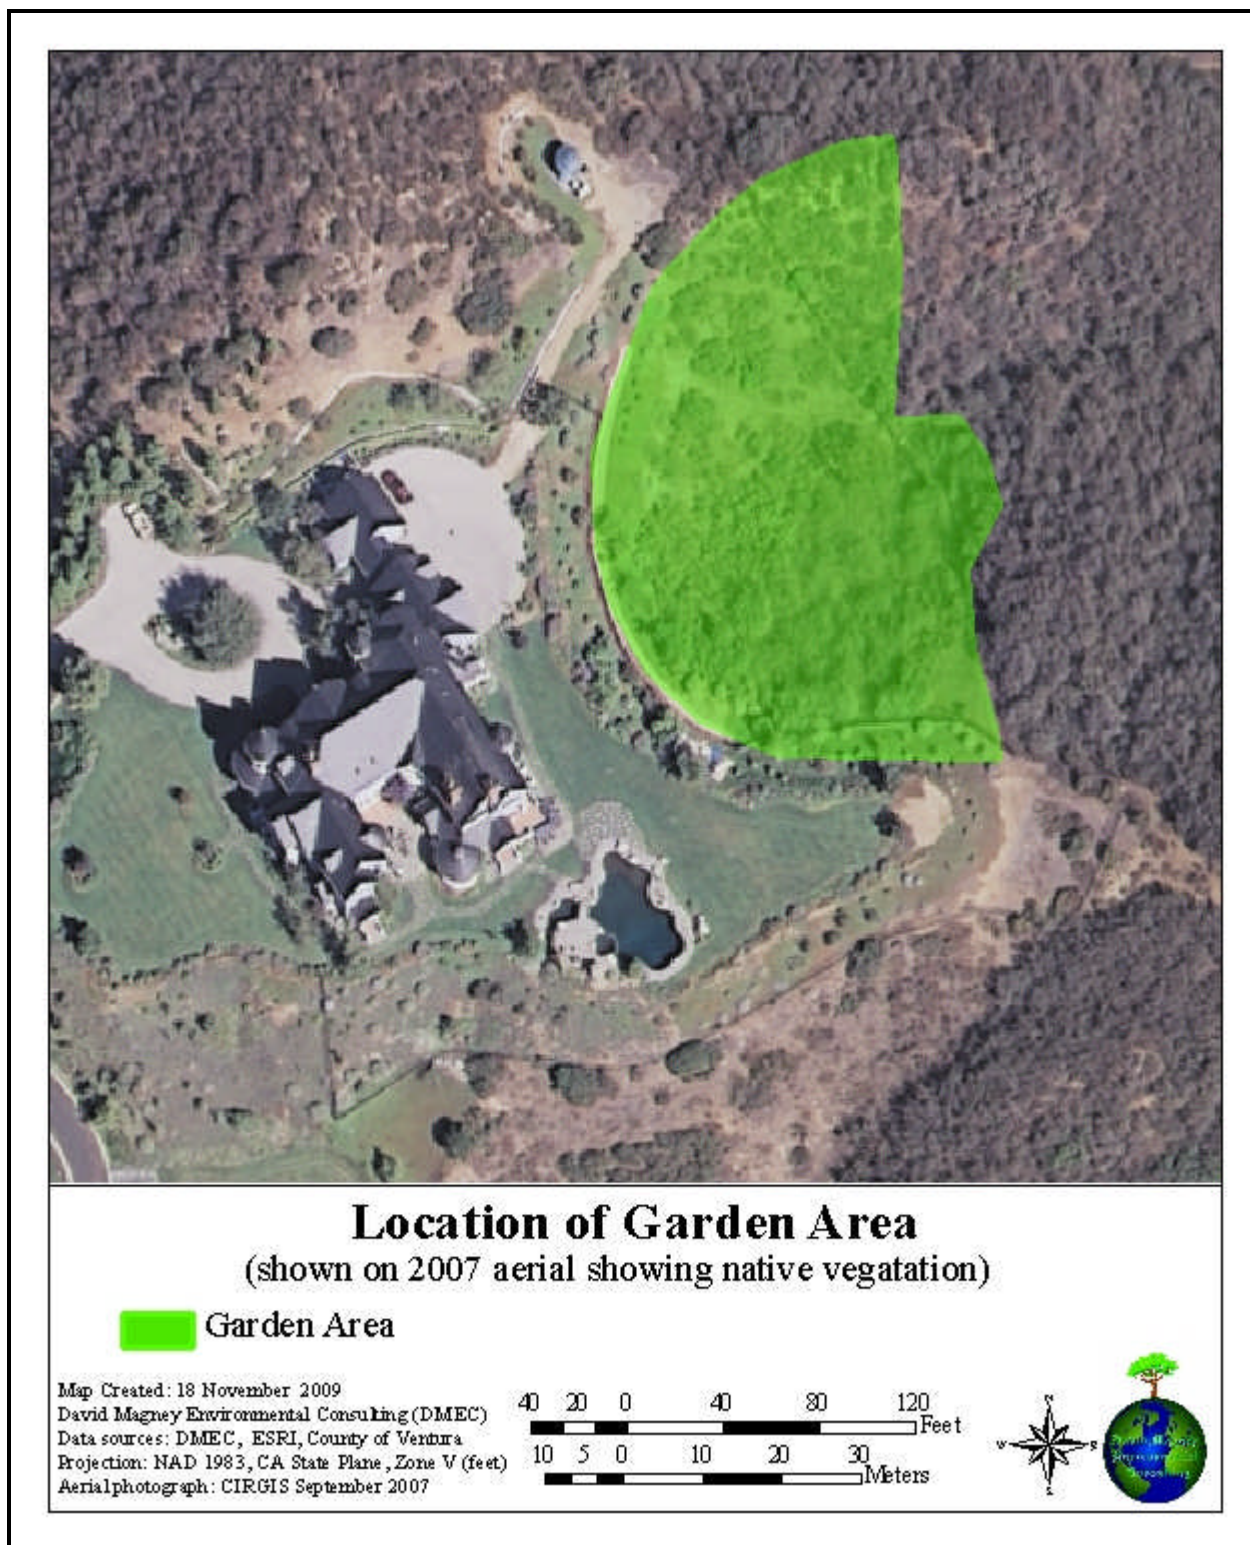 Location of Garden Area
(shown on 2007 aerial showing native vegatation)
Garden Area
Map Created: 18 November 2009
David Magney Environmental Consulting (DMEC)
Data sources: DMEC, ESRI, County of Ventura
Projection: NAD 1983, CA State Plane, Zone V (feet)
Aerial photograph: CIRGIS September 2007
40 20 0 40 80 120
Feet
10 5 0 10 20 30
Meters
N
W
S